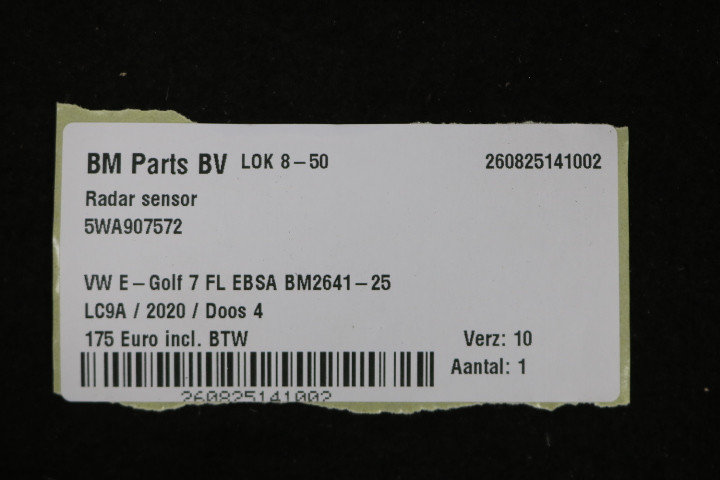 BM Parts BV LOK 8-50 260825141002
Radar sensor
5WA907572
VW E-Golf 7 FL EBSA BM2641-25
LC9A / 2020 / Doos 4
175 Euro incl. BTW Verz: 10
Aantal: 1
260825141002